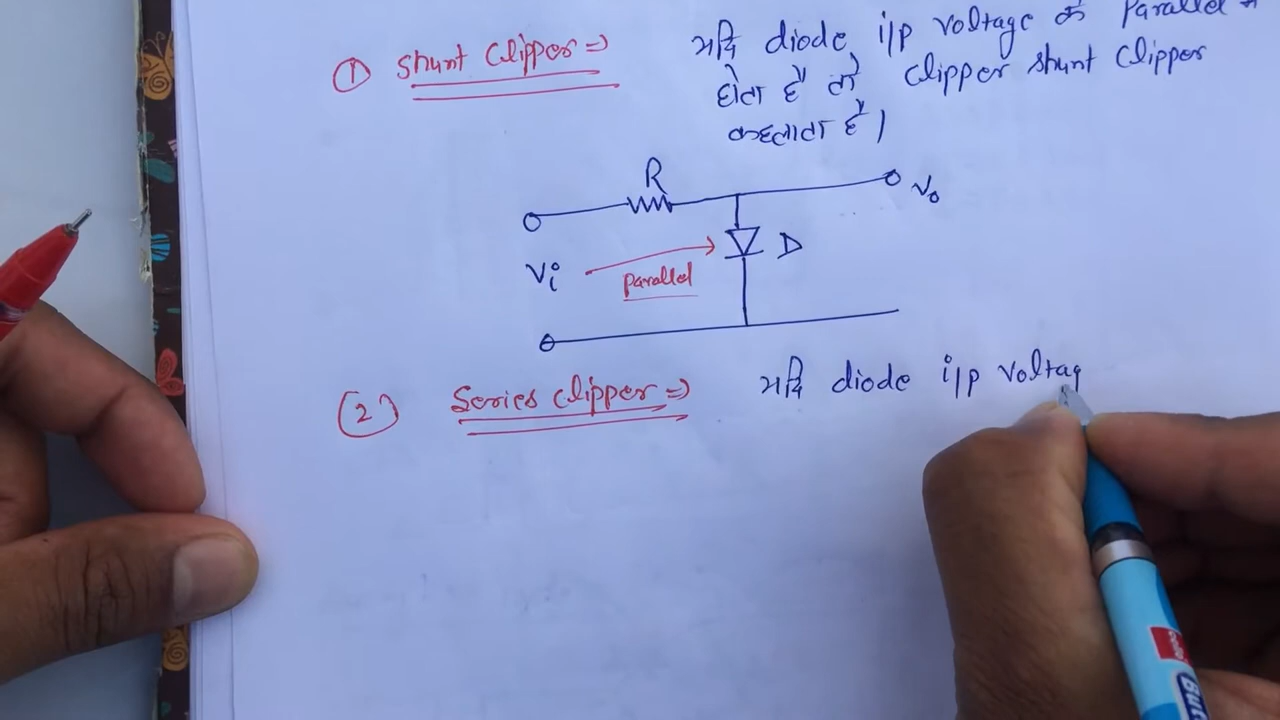 ① Shunt Clipper ⇒ यदि diode i/p voltage के Parallel में
होता है तो clipper shunt clipper
कहलाता है।
R
Vo
Vi
D
Parallel
(2) Series clipper ⇒ यदि diode i/p voltag